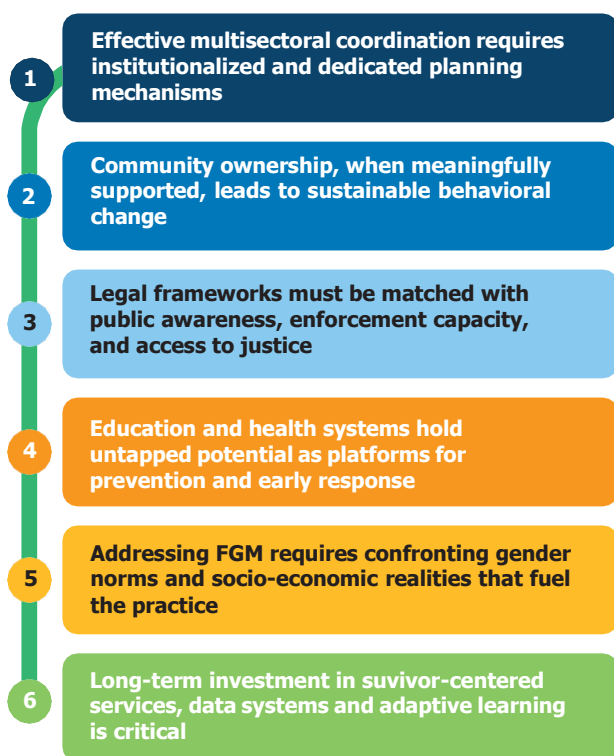 1
Effective multisectoral coordination requires
institutionalized and dedicated planning
mechanisms
2
Community ownership, when meaningfully
supported, leads to sustainable behavioral
change
3
Legal frameworks must be matched with
public awareness, enforcement capacity,
and access to justice
4
Education and health systems hold
untapped potential as platforms for
prevention and early response
5
Addressing FGM requires confronting gender
norms and socio-economic realities that fuel
the practice
6
Long-term investment in suvivor-centered
services, data systems and adaptive learning
is critical